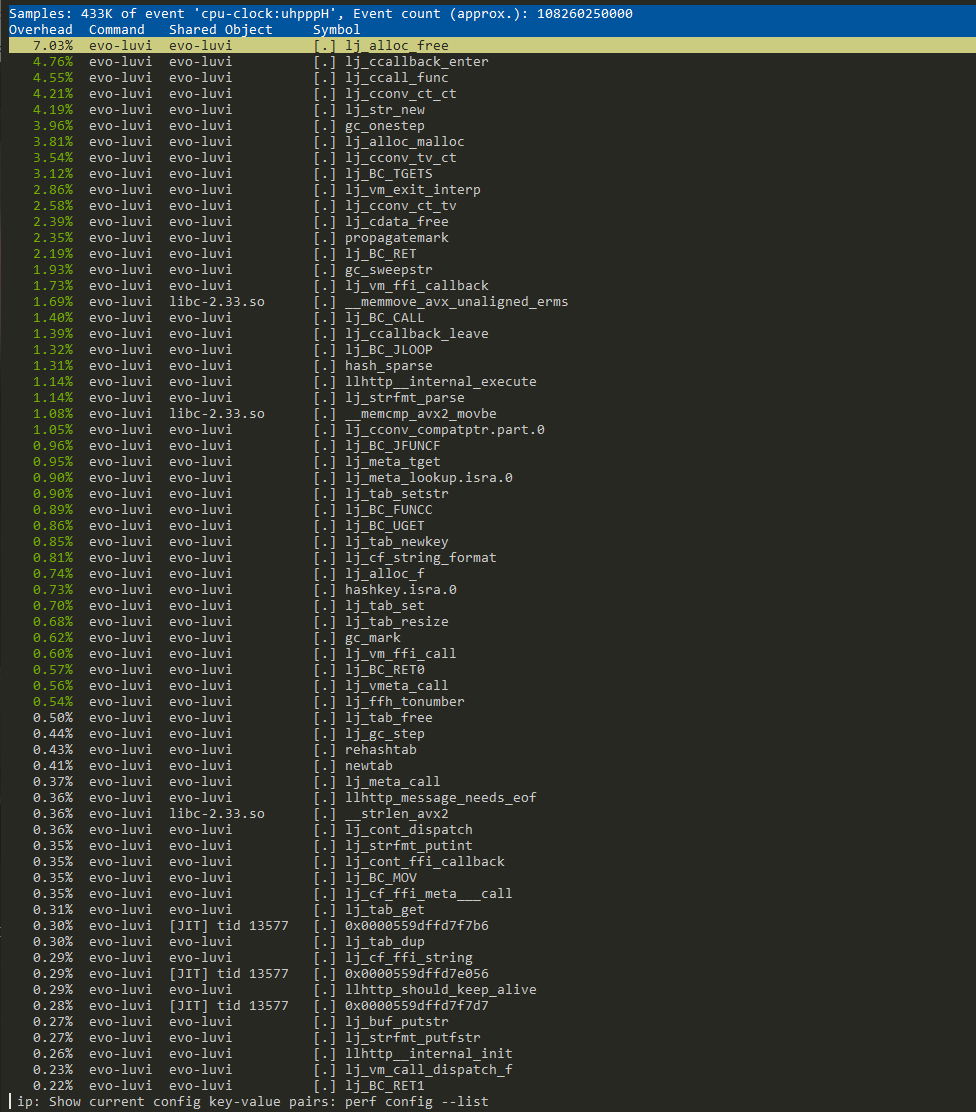 Samples: 433K of event 'cpu-clock:uhpppH', Event count (approx.): 108260250000
Overhead  Command   Shared Object     Symbol
   7.03%  evo-luvi  evo-luvi          [.] lj_alloc_free
   4.76%  evo-luvi  evo-luvi          [.] lj_ccallback_enter
   4.55%  evo-luvi  evo-luvi          [.] lj_ccall_func
   4.21%  evo-luvi  evo-luvi          [.] lj_cconv_ct_ct
   4.19%  evo-luvi  evo-luvi          [.] lj_str_new
   3.96%  evo-luvi  evo-luvi          [.] gc_onestep
   3.81%  evo-luvi  evo-luvi          [.] lj_alloc_malloc
   3.54%  evo-luvi  evo-luvi          [.] lj_cconv_tv_ct
   3.12%  evo-luvi  evo-luvi          [.] lj_BC_TGETS
   2.86%  evo-luvi  evo-luvi          [.] lj_vm_exit_interp
   2.58%  evo-luvi  evo-luvi          [.] lj_cconv_ct_tv
   2.39%  evo-luvi  evo-luvi          [.] lj_cdata_free
   2.35%  evo-luvi  evo-luvi          [.] propagatemark
   2.19%  evo-luvi  evo-luvi          [.] lj_BC_RET
   1.93%  evo-luvi  evo-luvi          [.] gc_sweepstr
   1.73%  evo-luvi  evo-luvi          [.] lj_vm_ffi_callback
   1.69%  evo-luvi  libc-2.33.so      [.] __memmove_avx_unaligned_erms
   1.40%  evo-luvi  evo-luvi          [.] lj_BC_CALL
   1.39%  evo-luvi  evo-luvi          [.] lj_ccallback_leave
   1.32%  evo-luvi  evo-luvi          [.] lj_BC_JLOOP
   1.31%  evo-luvi  evo-luvi          [.] hash_sparse
   1.14%  evo-luvi  evo-luvi          [.] llhttp__internal_execute
   1.14%  evo-luvi  evo-luvi          [.] lj_strfmt_parse
   1.08%  evo-luvi  libc-2.33.so      [.] __memcmp_avx2_movbe
   1.05%  evo-luvi  evo-luvi          [.] lj_cconv_compatptr.part.0
   0.96%  evo-luvi  evo-luvi          [.] lj_BC_JFUNCF
   0.95%  evo-luvi  evo-luvi          [.] lj_meta_tget
   0.90%  evo-luvi  evo-luvi          [.] lj_meta_lookup.isra.0
   0.90%  evo-luvi  evo-luvi          [.] lj_tab_setstr
   0.89%  evo-luvi  evo-luvi          [.] lj_BC_FUNCC
   0.86%  evo-luvi  evo-luvi          [.] lj_BC_UGET
   0.85%  evo-luvi  evo-luvi          [.] lj_tab_newkey
   0.81%  evo-luvi  evo-luvi          [.] lj_cf_string_format
   0.74%  evo-luvi  evo-luvi          [.] lj_alloc_f
   0.73%  evo-luvi  evo-luvi          [.] hashkey.isra.0
   0.70%  evo-luvi  evo-luvi          [.] lj_tab_set
   0.68%  evo-luvi  evo-luvi          [.] lj_tab_resize
   0.62%  evo-luvi  evo-luvi          [.] gc_mark
   0.60%  evo-luvi  evo-luvi          [.] lj_vm_ffi_call
   0.57%  evo-luvi  evo-luvi          [.] lj_BC_RET0
   0.56%  evo-luvi  evo-luvi          [.] lj_vmeta_call
   0.54%  evo-luvi  evo-luvi          [.] lj_ffh_tonumber
   0.50%  evo-luvi  evo-luvi          [.] lj_tab_free
   0.44%  evo-luvi  evo-luvi          [.] lj_gc_step
   0.43%  evo-luvi  evo-luvi          [.] rehashtab
   0.41%  evo-luvi  evo-luvi          [.] newtab
   0.37%  evo-luvi  evo-luvi          [.] lj_meta_call
   0.36%  evo-luvi  evo-luvi          [.] llhttp_message_needs_eof
   0.36%  evo-luvi  libc-2.33.so      [.] __strlen_avx2
   0.36%  evo-luvi  evo-luvi          [.] lj_cont_dispatch
   0.35%  evo-luvi  evo-luvi          [.] lj_strfmt_putint
   0.35%  evo-luvi  evo-luvi          [.] lj_cont_ffi_callback
   0.35%  evo-luvi  evo-luvi          [.] lj_BC_MOV
   0.35%  evo-luvi  evo-luvi          [.] lj_cf_ffi_meta___call
   0.31%  evo-luvi  evo-luvi          [.] lj_tab_get
   0.30%  evo-luvi  [JIT] tid 13577   [.] 0x0000559dffd7f7b6
   0.30%  evo-luvi  evo-luvi          [.] lj_tab_dup
   0.29%  evo-luvi  evo-luvi          [.] lj_cf_ffi_string
   0.29%  evo-luvi  [JIT] tid 13577   [.] 0x0000559dffd7e056
   0.29%  evo-luvi  evo-luvi          [.] llhttp_should_keep_alive
   0.28%  evo-luvi  [JIT] tid 13577   [.] 0x0000559dffd7f7d7
   0.27%  evo-luvi  evo-luvi          [.] lj_buf_putstr
   0.27%  evo-luvi  evo-luvi          [.] lj_strfmt_putfstr
   0.26%  evo-luvi  evo-luvi          [.] llhttp__internal_init
   0.23%  evo-luvi  evo-luvi          [.] lj_vm_call_dispatch_f
   0.22%  evo-luvi  evo-luvi          [.] lj_BC_RET1
ip: Show current config key-value pairs: perf config --list